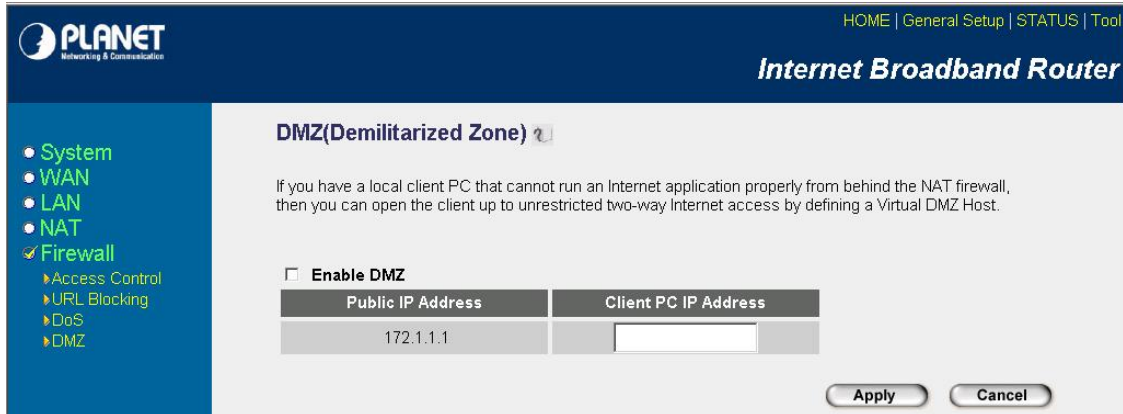 PLANET
Networking & Communication
HOME | General Setup | STATUS | Tool
Internet Broadband Router
System
WAN
LAN
NAT
Firewall
Access Control
URL Blocking
DoS
DMZ
DMZ(Demilitarized Zone)
If you have a local client PC that cannot run an Internet application properly from behind the NAT firewall,
then you can open the client up to unrestricted two-way Internet access by defining a Virtual DMZ Host.
Enable DMZ
Public IP Address Client PC IP Address
172.1.1.1
Apply Cancel